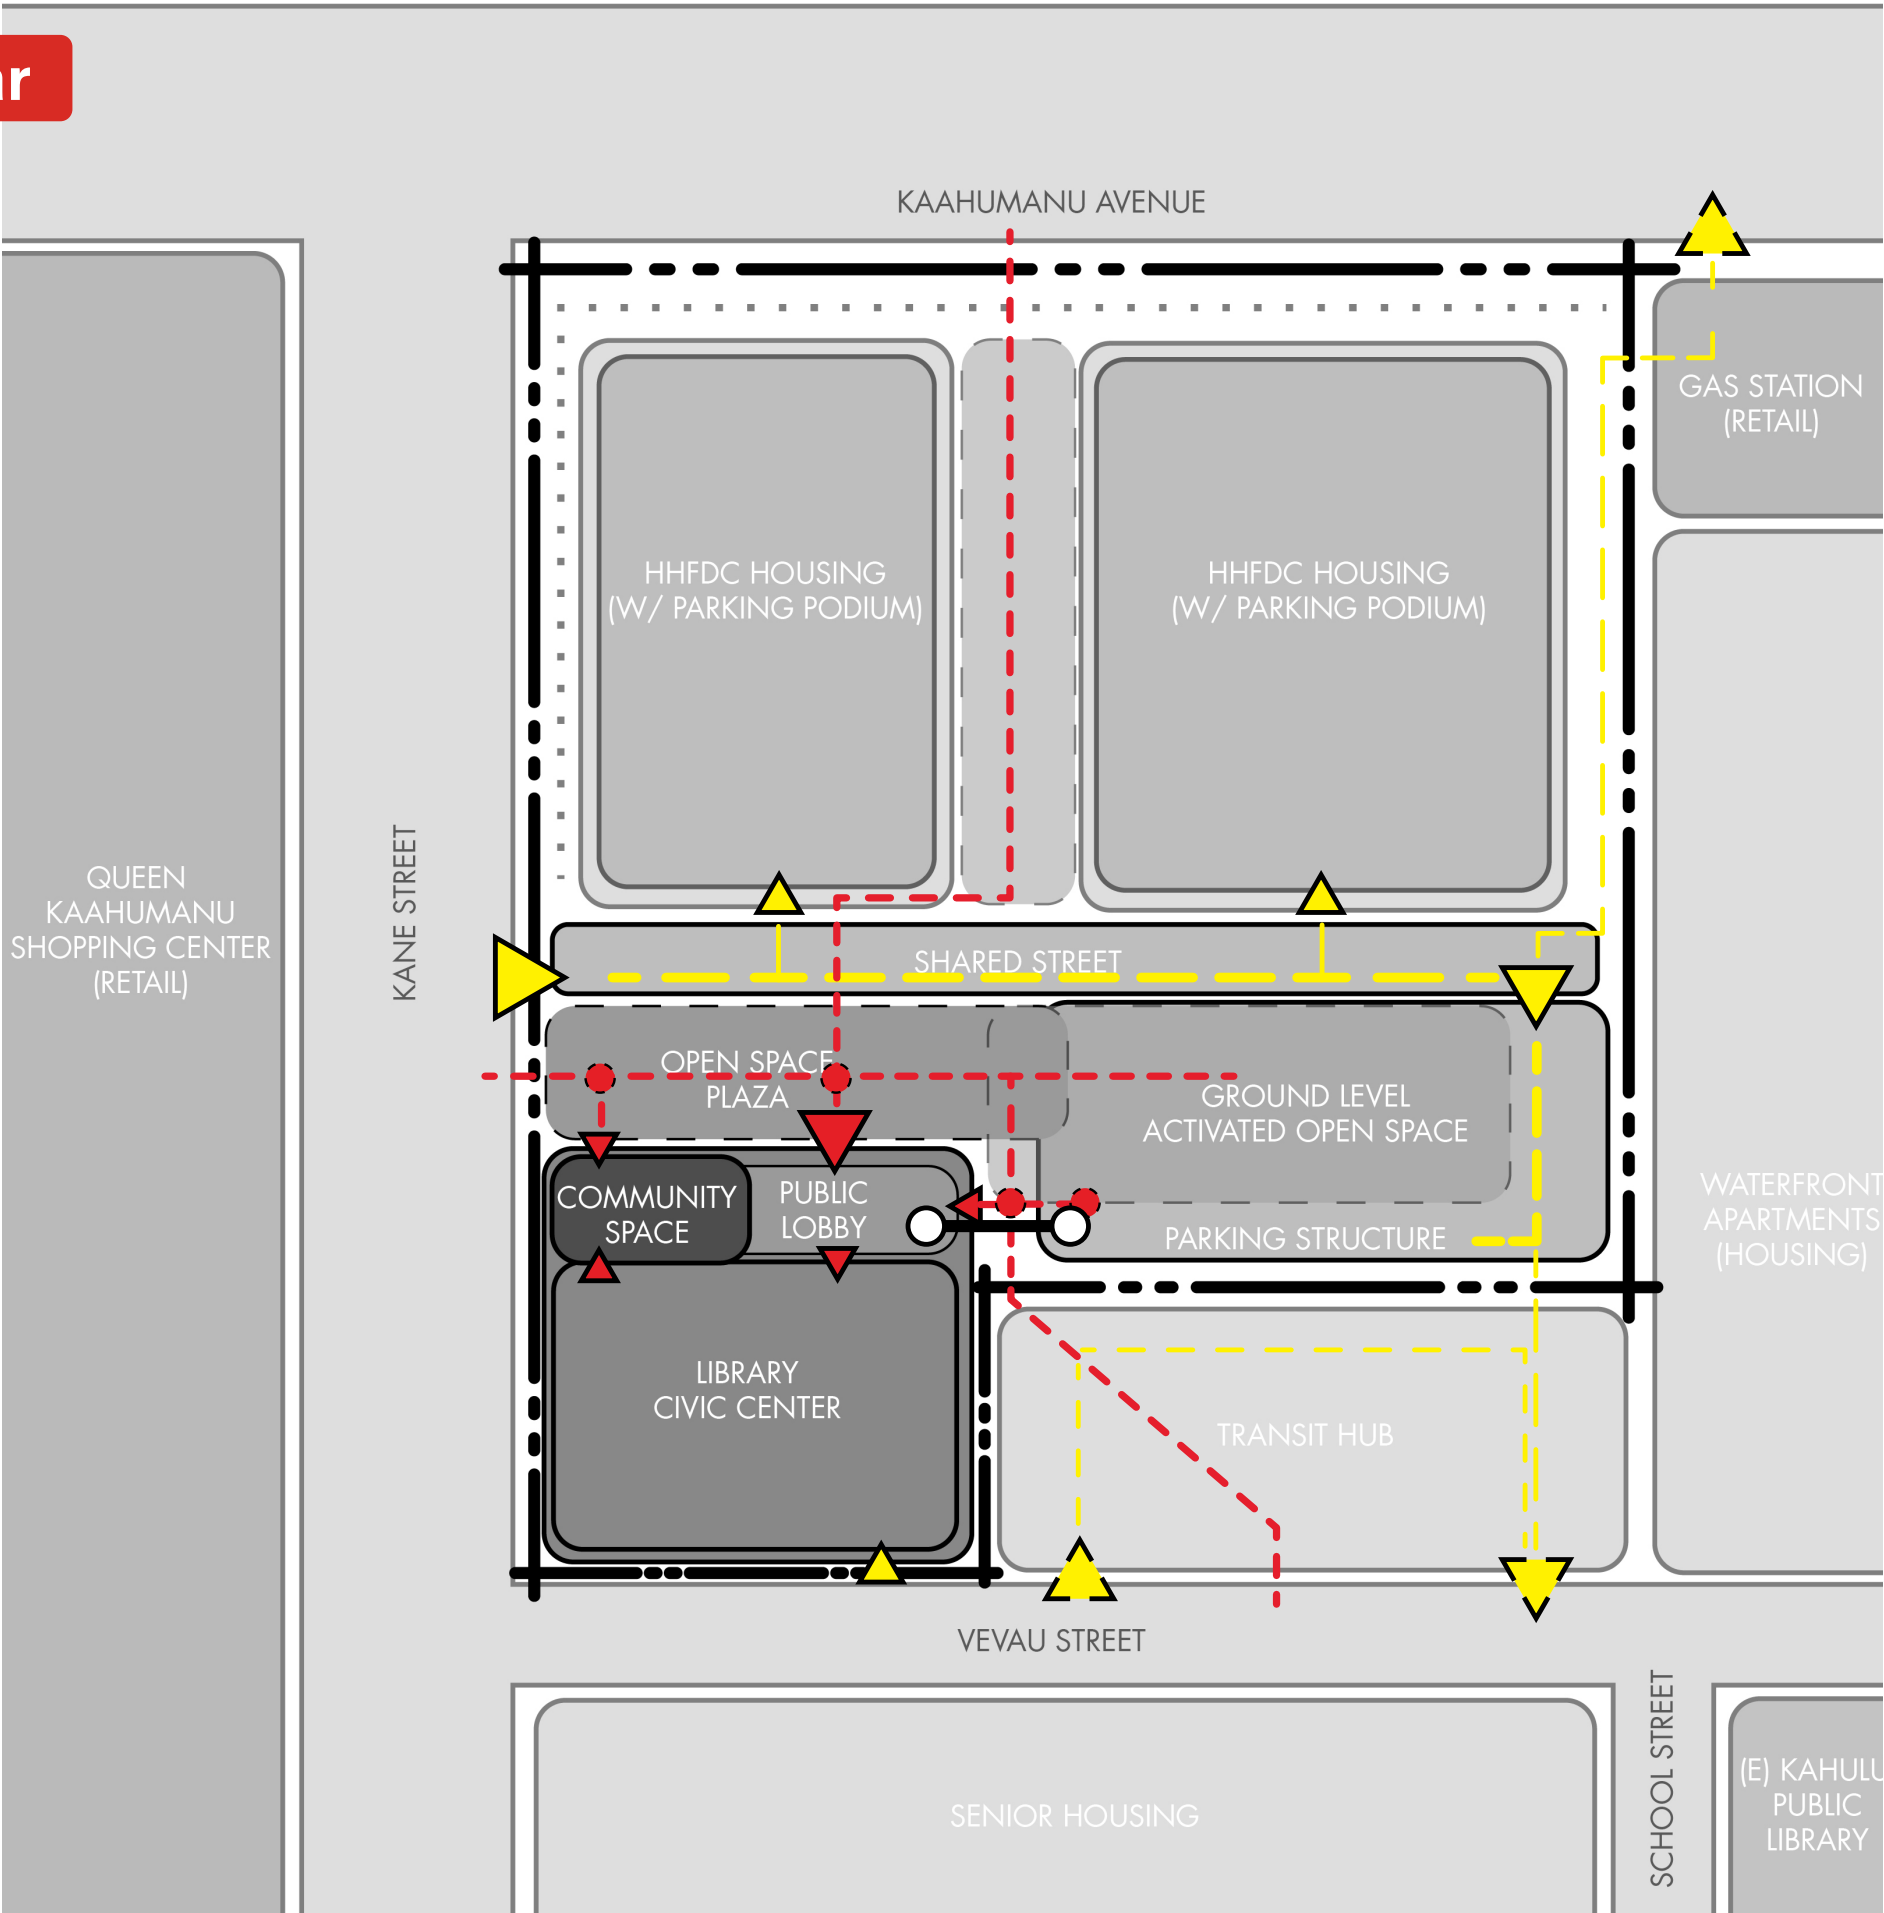 ar
KAAHUMANU AVENUE
GAS STATION
(RETAIL)
HHFDC HOUSING
(W/ PARKING PODIUM)
HHFDC HOUSING
(W/ PARKING PODIUM)
QUEEN
KAAHUMANU
SHOPPING CENTER
(RETAIL)
KANE STREET
SHARED STREET
OPEN SPACE
PLAZA
GROUND LEVEL
ACTIVATED OPEN SPACE
COMMUNITY
SPACE
PUBLIC
LOBBY
PARKING STRUCTURE
WATERFRONT
APARTMENTS
(HOUSING)
LIBRARY
CIVIC CENTER
TRANSIT HUB
VEVAU STREET
SENIOR HOUSING
SCHOOL STREET
(E) KAHULU
PUBLIC
LIBRARY